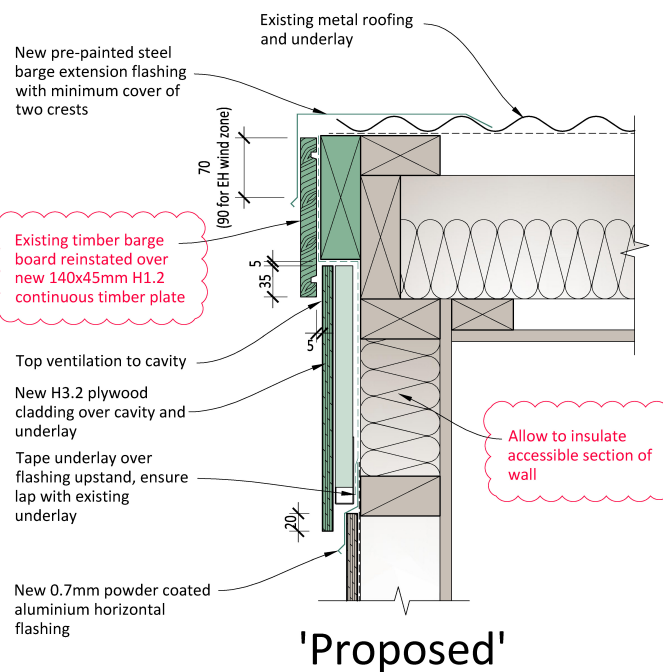 Existing metal roofing
and underlay
New pre-painted steel
barge extension flashing
with minimum cover of
two crests
70
(90 for EH wind zone)
Existing timber barge
board reinstated over
new 140x45mm H1.2
continuous timber plate
5
35
5
Top ventilation to cavity
New H3.2 plywood
cladding over cavity and
underlay
Allow to insulate
accessible section of
wall
Tape underlay over
flashing upstand, ensure
lap with existing
underlay
20
New 0.7mm powder coated
aluminium horizontal
flashing
'Proposed'